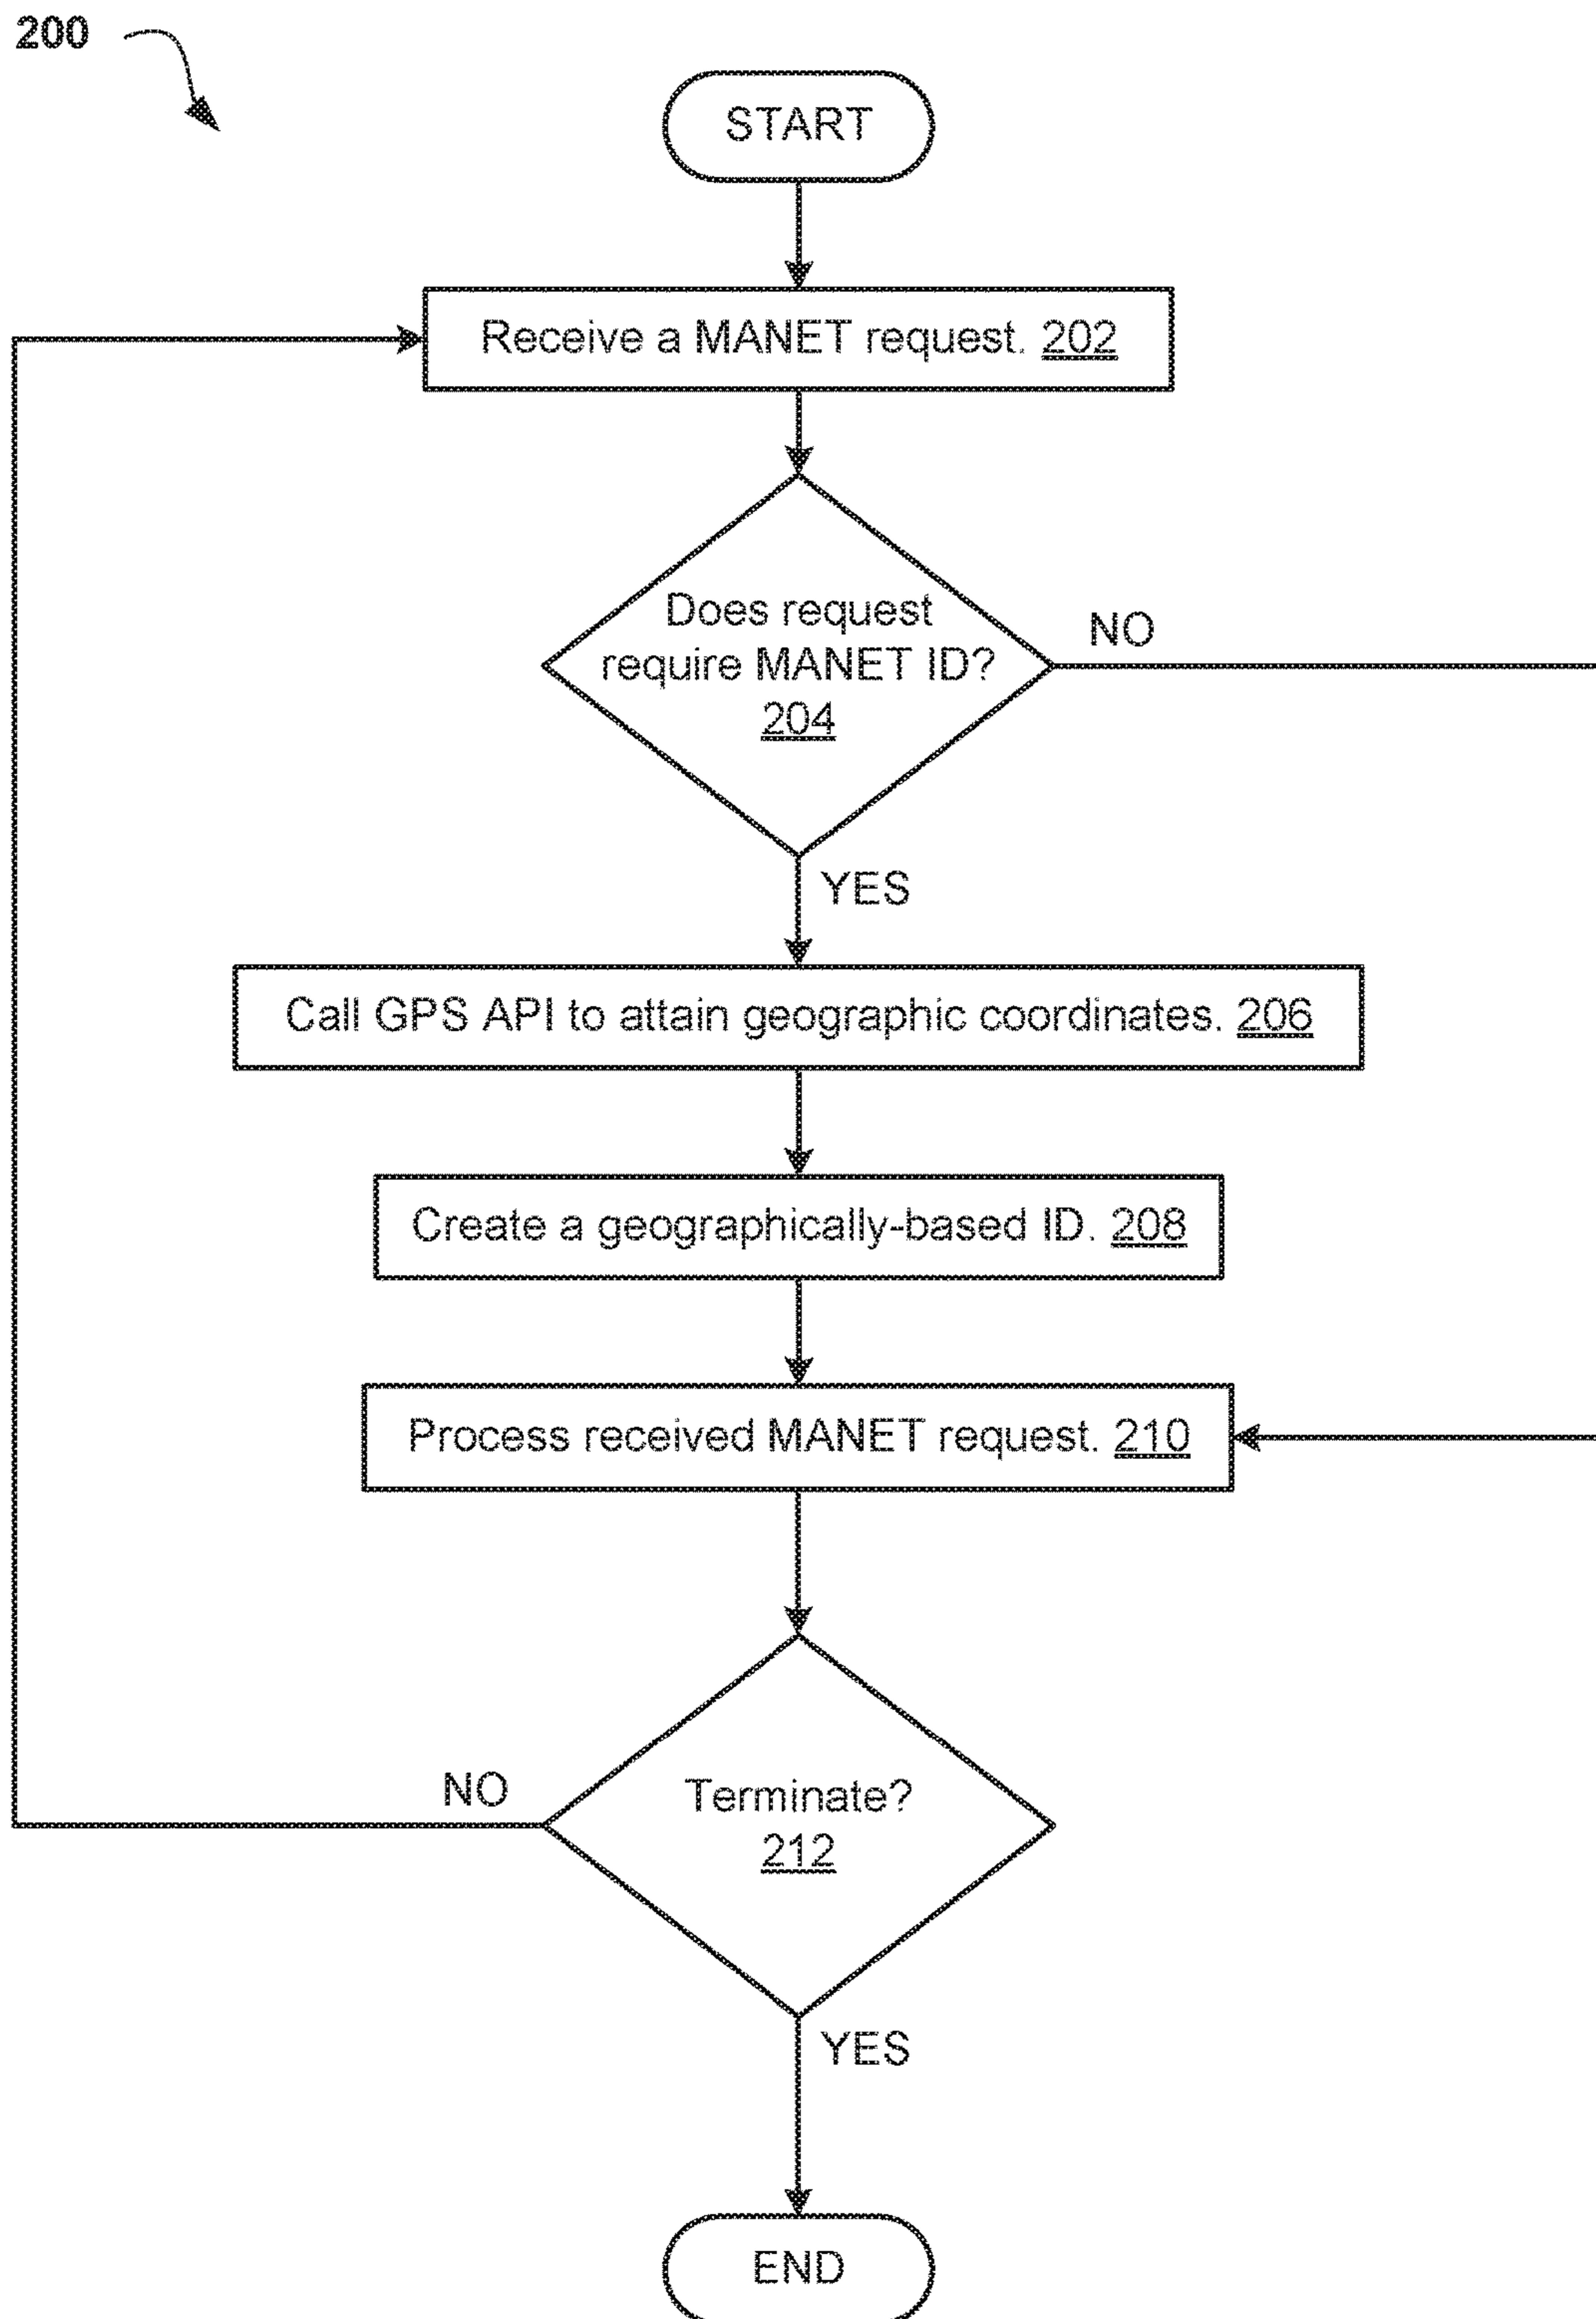 200
START
Receive a MANET request. 202
Does request
require MANET ID?
204
NO
YES
Call GPS API to attain geographic coordinates. 206
Create a geographically-based ID. 208
Process received MANET request. 210
NO
Terminate?
212
YES
END